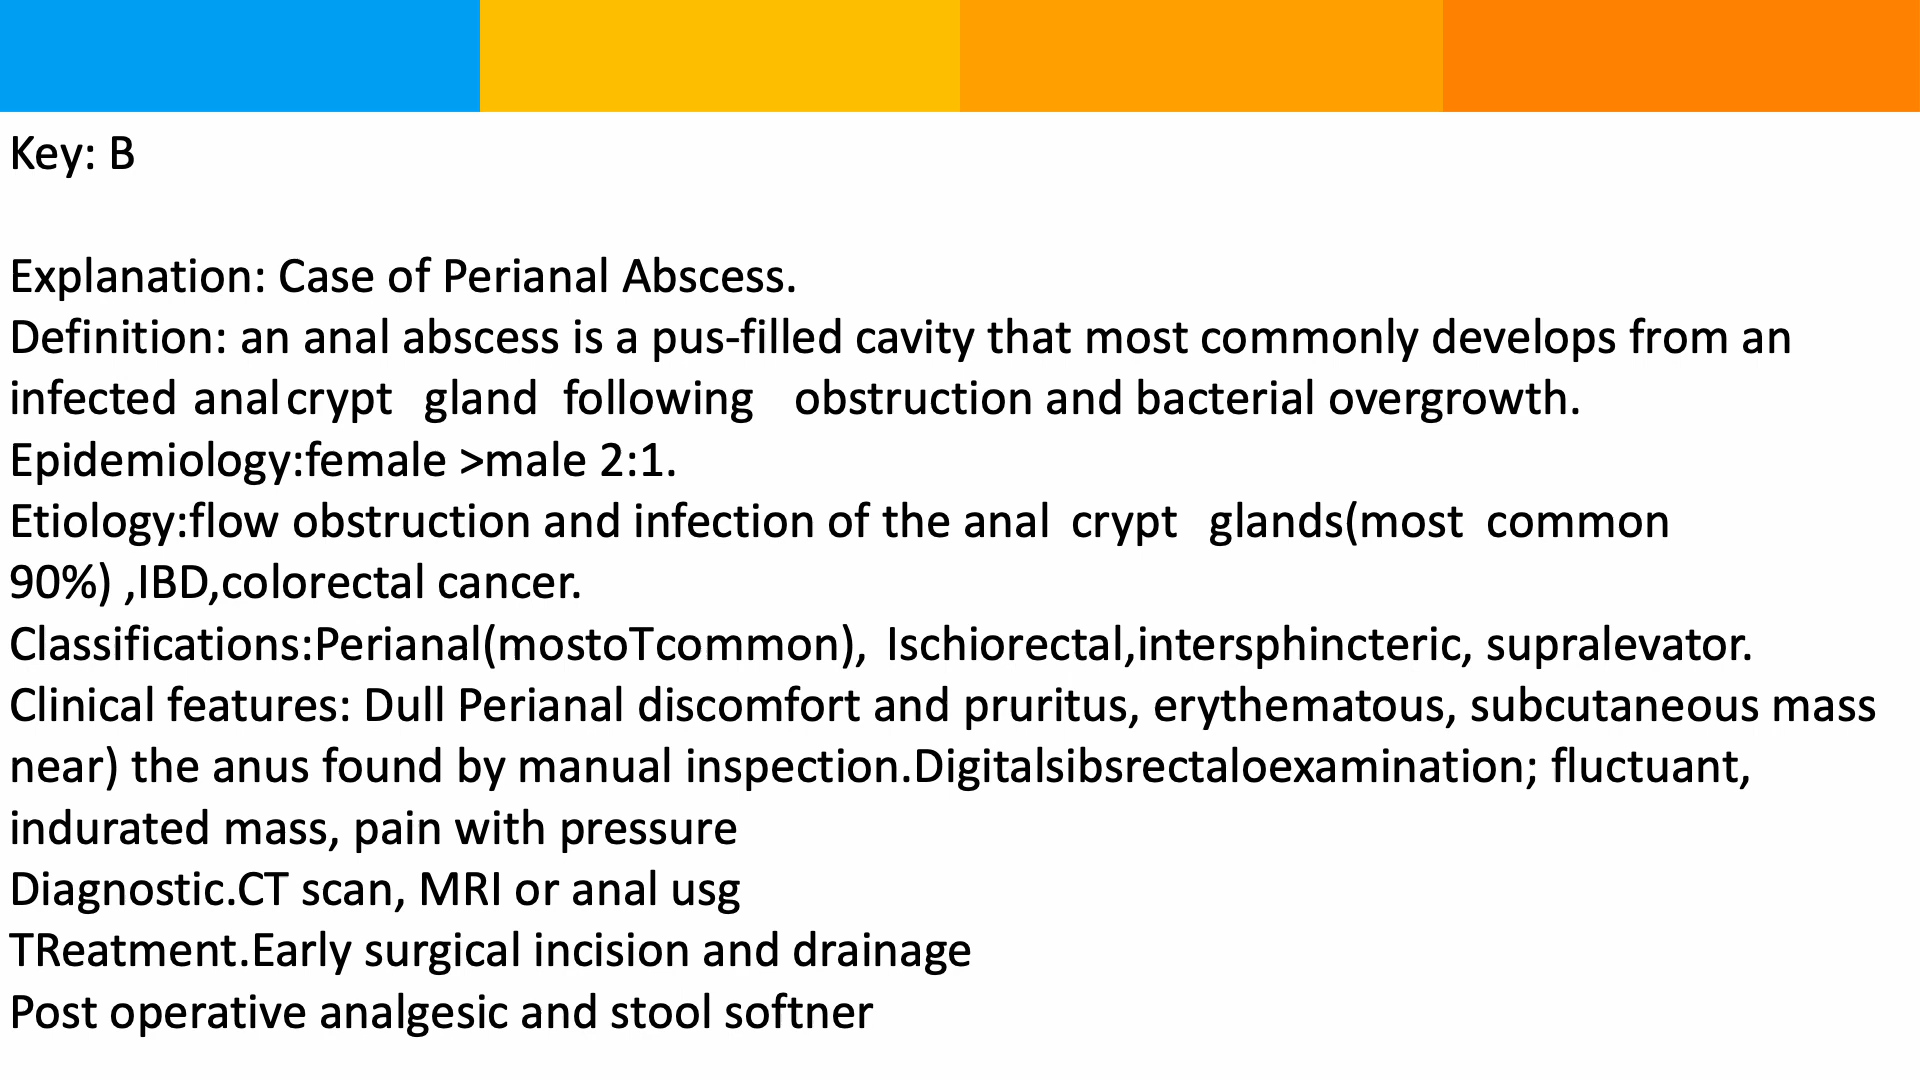 Key: B
Explanation: Case of Perianal Abscess.
Definition: an anal abscess is a pus-filled cavity that most commonly develops from an
infected anal crypt gland following obstruction and bacterial overgrowth.
Epidemiology:female >male 2:1.
Etiology:flow obstruction and infection of the anal crypt glands(most common
90%) ,IBD,colorectal cancer.
Classifications:Perianal(mostoTcommon), Ischiorectal,intersphincteric, supralevator.
Clinical features: Dull Perianal discomfort and pruritus, erythematous, subcutaneous mass
near) the anus found by manual inspection.Digitalsibsrectaloexamination; fluctuant,
indurated mass, pain with pressure
Diagnostic.CT scan, MRI or anal usg
TReatment.Early surgical incision and drainage
Post operative analgesic and stool softner